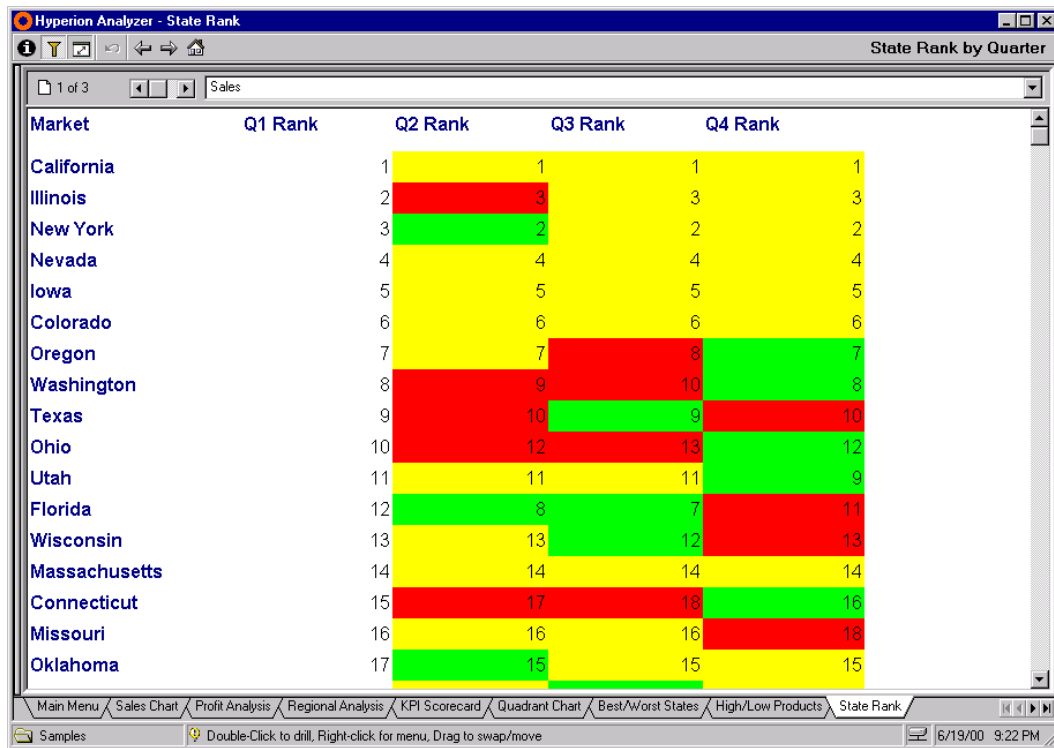 Hyperion Analyzer - State Rank
State Rank by Quarter
1 of 3 Sales
Market Q1 Rank Q2 Rank Q3 Rank Q4 Rank
California 1 1 1 1
Illinois 2 3 3 3
New York 3 2 2 2
Nevada 4 4 4 4
Iowa 5 5 5 5
Colorado 6 6 6 6
Oregon 7 7 8 7
Washington 8 9 10 8
Texas 9 10 9 10
Ohio 10 12 13 12
Utah 11 11 11 9
Florida 12 8 7 11
Wisconsin 13 13 12 13
Massachusetts 14 14 14 14
Connecticut 15 17 18 16
Missouri 16 16 16 18
Oklahoma 17 15 15 15
Main Menu Sales Chart Profit Analysis Regional Analysis KPI Scorecard Quadrant Chart Best/Worst States High/Low Products State Rank
Samples Double-Click to drill, Right-click for menu, Drag to swap/move 6/19/00 9:22 PM